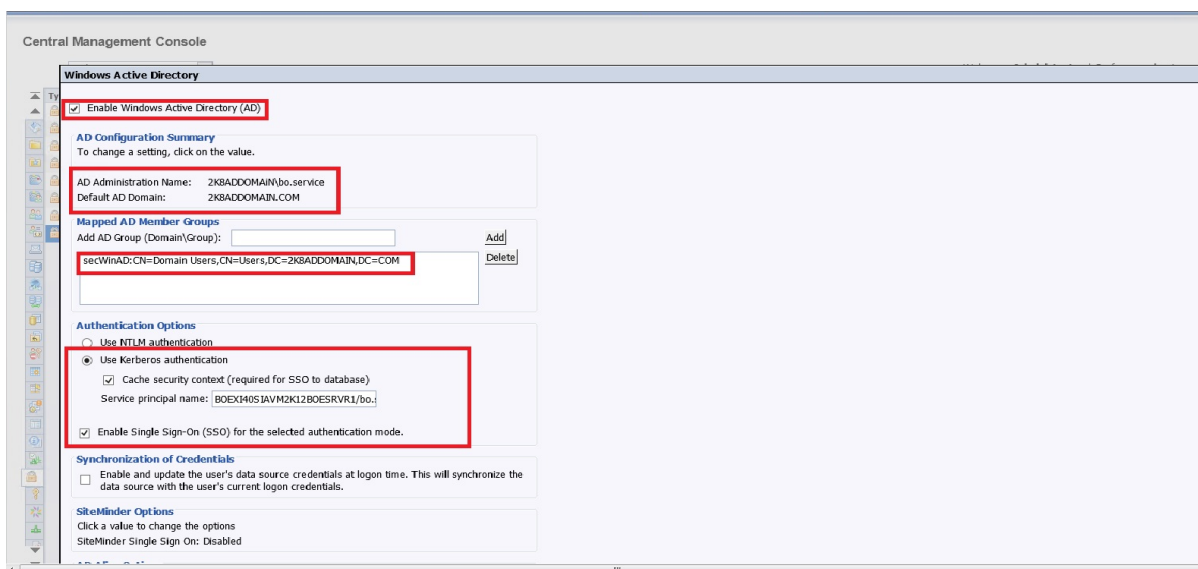 Central Management Console
Windows Active Directory
Ty
Enable Windows Active Directory (AD)
AD Configuration Summary
To change a setting, click on the value.
AD Administration Name: 2K8ADDOMAiN\bo.service
Default AD Domain: 2K8ADDOMAIN.COM
Mapped AD Member Groups
Add AD Group (Domain\Group):
Add
secWinAD:CN=Domain Users,CN=Users,DC=2K8ADDOMAIN,DC=COM
Delete
Authentication Options
Use NTLM authentication
Use Kerberos authentication
Cache security context (required for SSO to database)
Service principal name: BOEXI40SIAVM2K12BOESRVR1/bo.s
Enable Single Sign-On (SSO) for the selected authentication mode.
Synchronization of Credentials
Enable and update the user's data source credentials at logon time. This will synchronize the
data source with the user's current logon credentials.
SiteMinder Options
Click a value to change the options
SiteMinder Single Sign On: Disabled